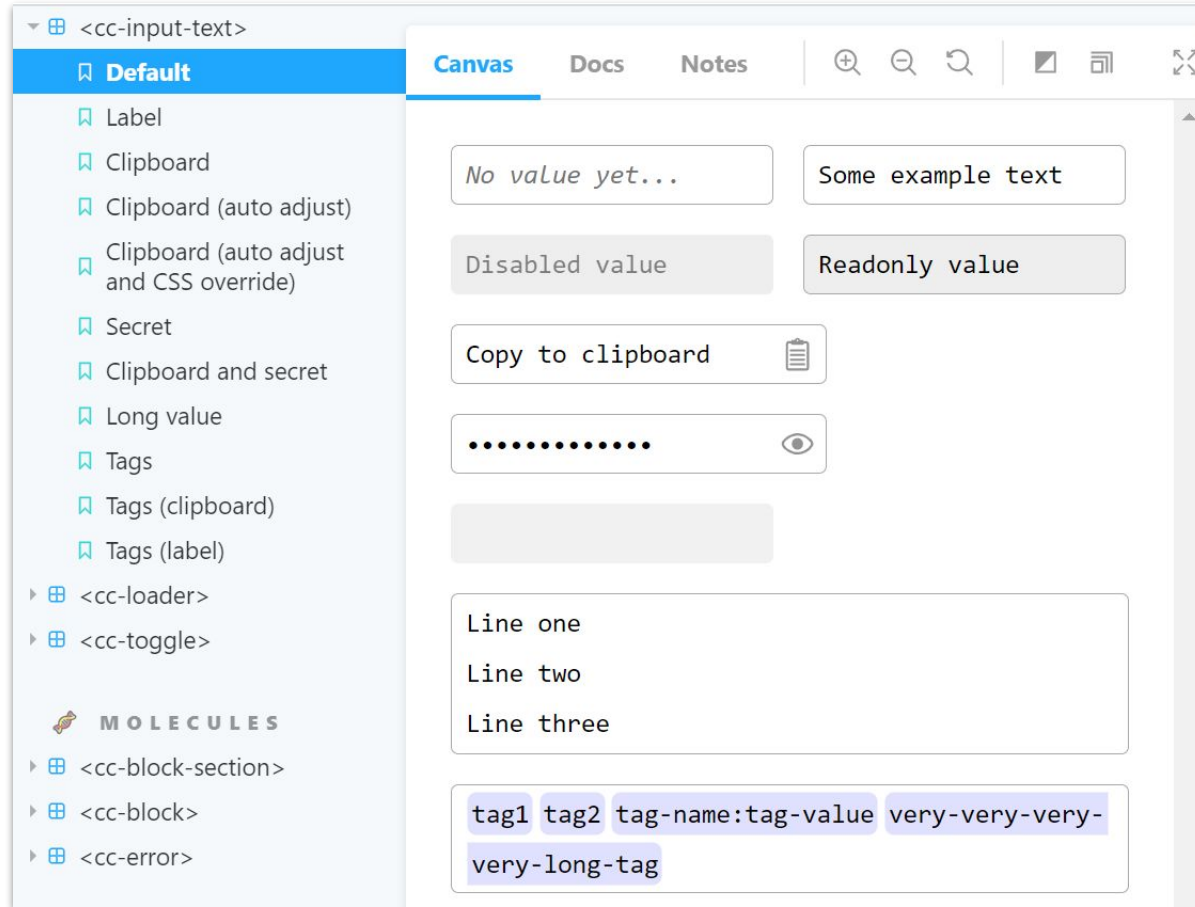 <cc-input-text>
Default
Label
Clipboard
Clipboard (auto adjust)
Clipboard (auto adjust
and CSS override)
Secret
Clipboard and secret
Long value
Tags
Tags (clipboard)
Tags (label)
<cc-loader>
<cc-toggle>
MOLECULES
<cc-block-section>
<cc-block>
<cc-error>
Canvas Docs Notes
No value yet... Some example text
Disabled value Readonly value
Copy to clipboard
•••••••••••••
Line one
Line two
Line three
tag1 tag2 tag-name:tag-value very-very-very-
very-long-tag